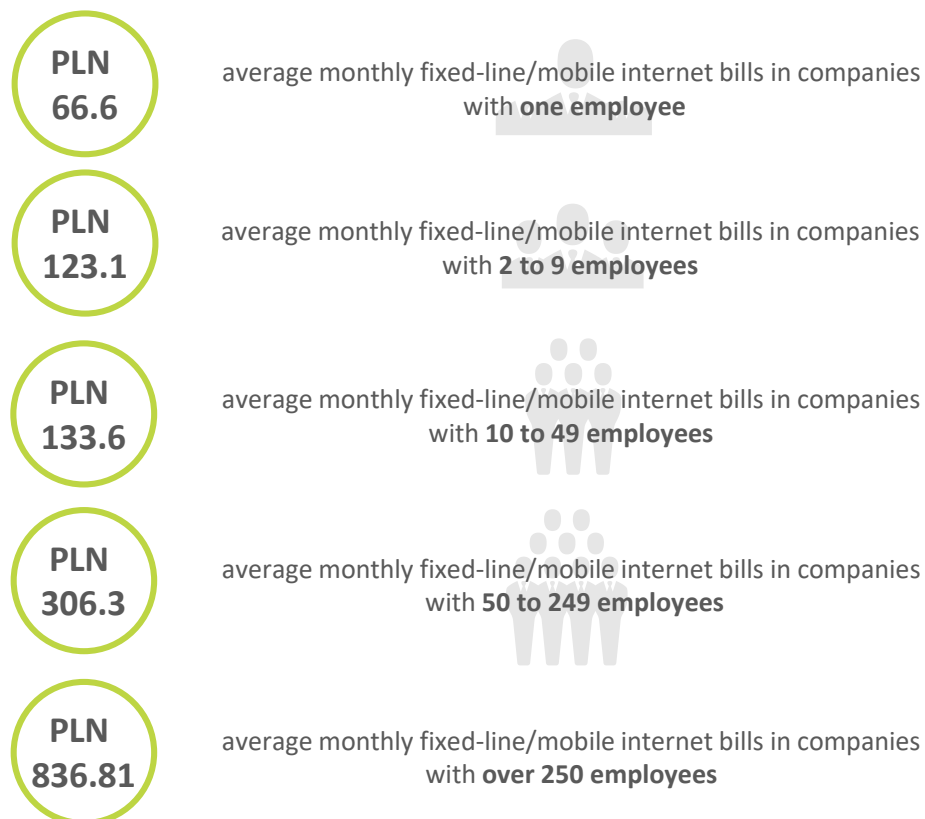 PLN
66.6
average monthly fixed-line/mobile internet bills in companies
with one employee
PLN
123.1
average monthly fixed-line/mobile internet bills in companies
with 2 to 9 employees
PLN
133.6
average monthly fixed-line/mobile internet bills in companies
with 10 to 49 employees
PLN
306.3
average monthly fixed-line/mobile internet bills in companies
with 50 to 249 employees
PLN
836.81
average monthly fixed-line/mobile internet bills in companies
with over 250 employees